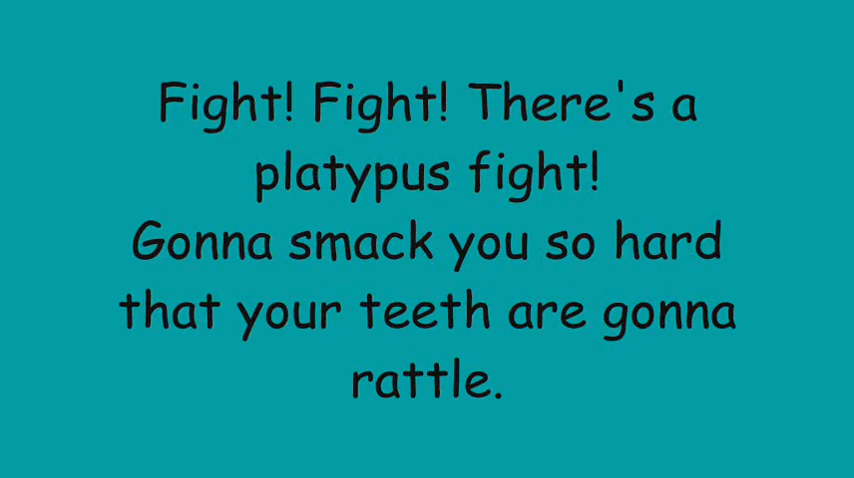 Fight! Fight! There's a
platypus fight!
Gonna smack you so hard
that your teeth are gonna
rattle.